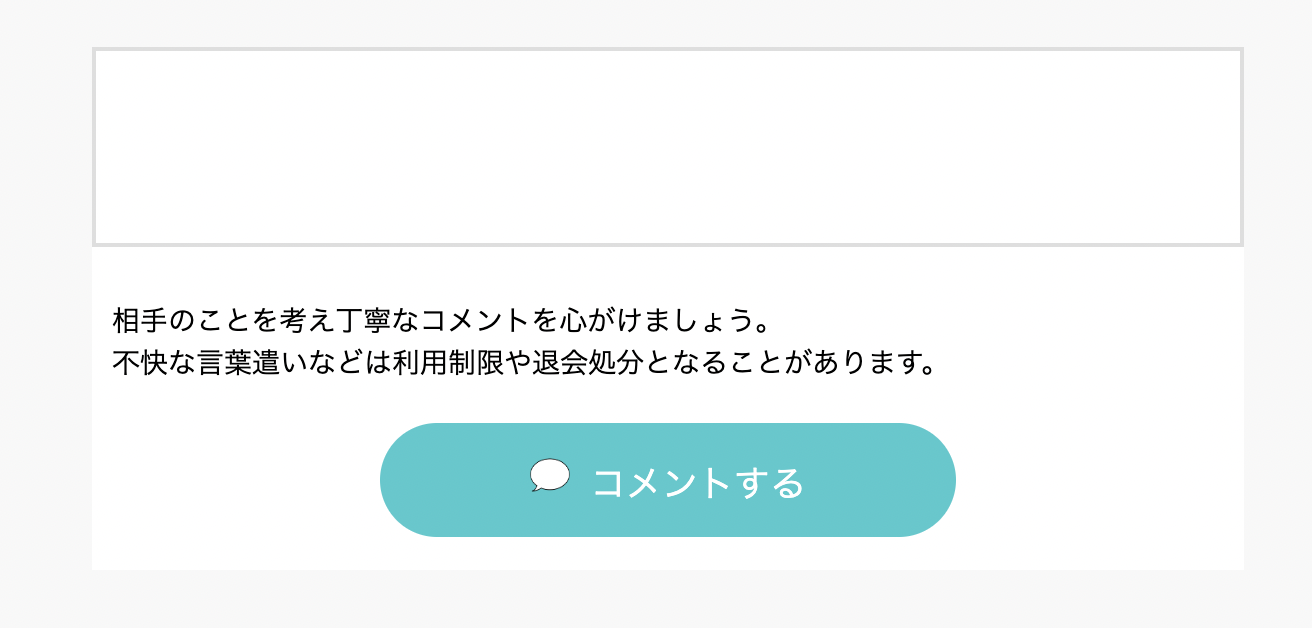 相手のことを考え丁寧なコメントを心がけましょう。
不快な言葉遣いなどは利用制限や退会処分となることがあります。
コメントする